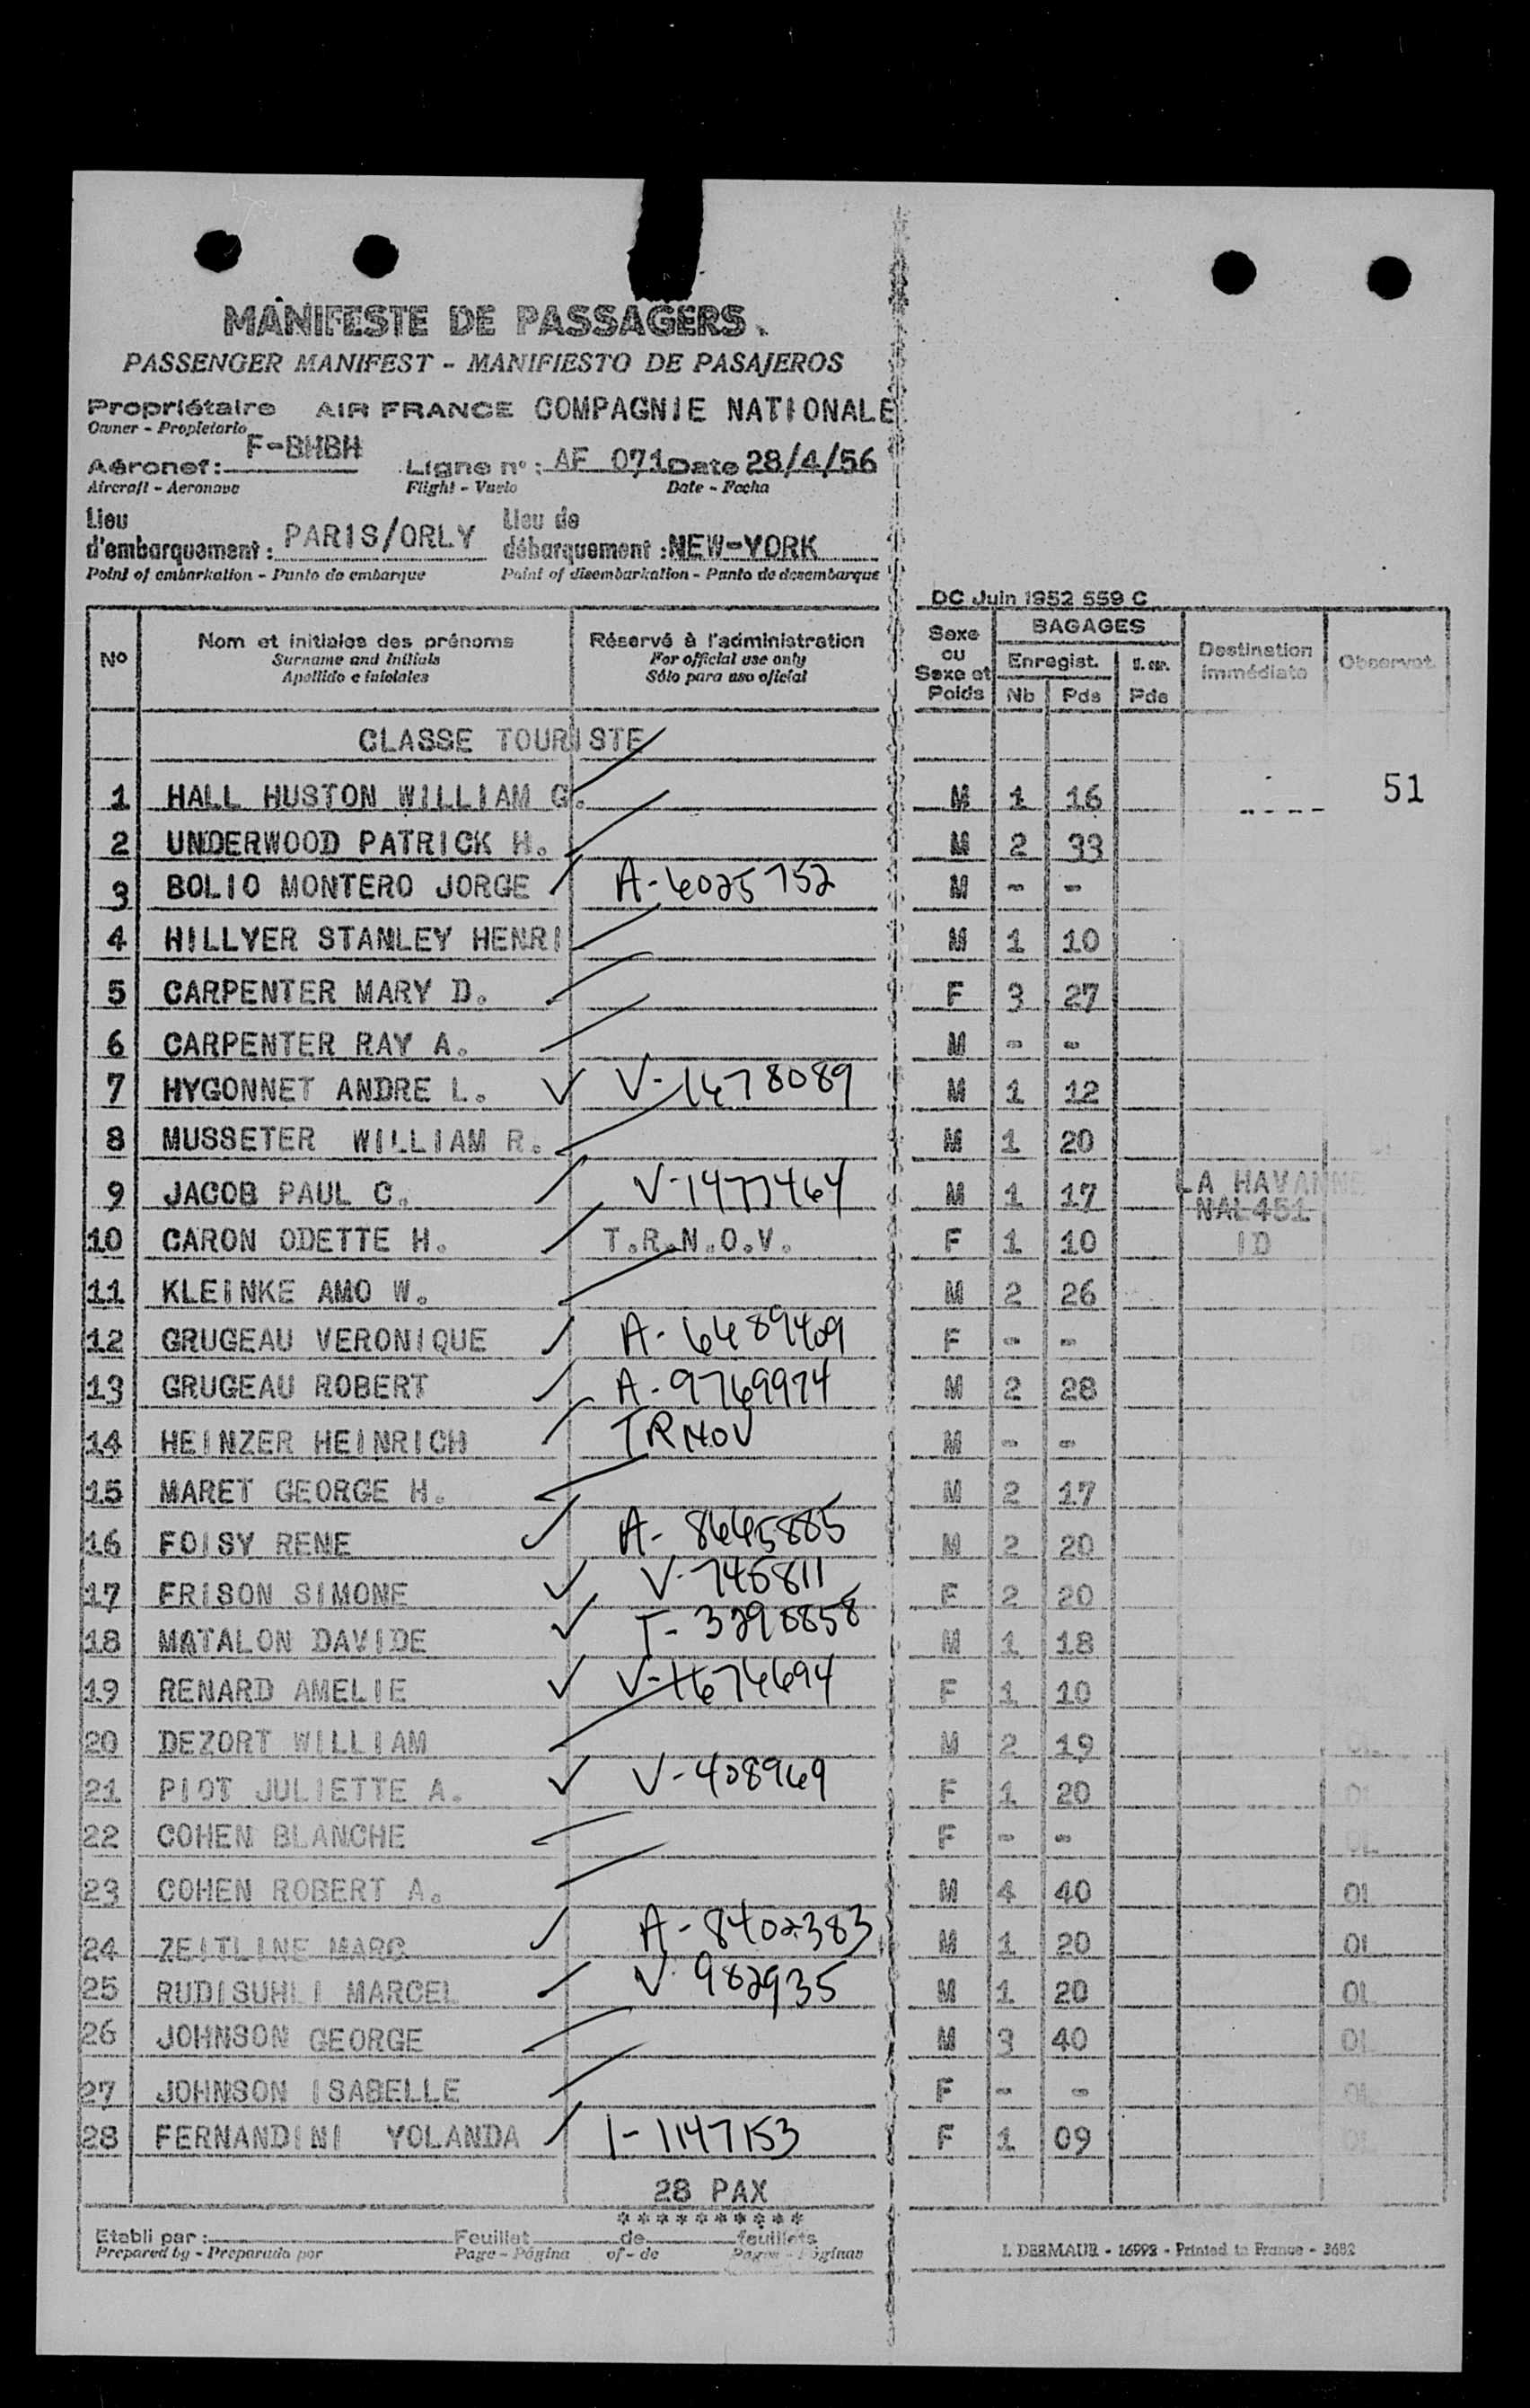 MANIFESTE DE PASSAGERS.
PASSENGER MANIFEST - MANIFIESTO DE PASAJEROS
Propriétaire AIR FRANCE COMPAGNIE NATIONALE
Owner - Propietario
Aéronef: F-BHBH Ligne n°: AF 071 Date 28/4/56
Aircraft - Aeronave Flight - Vuelo Date - Fecha
Lieu d'embarquement: PARIS/ORLY Lieu de débarquement: NEW-YORK
Point of embarkation - Punto de embarque Point of disembarkation - Punto de desembarque
DC Juin 1952 559 C
Nº Nom et initiales des prénoms Réservé à l'administration Sexe ou Sexe et Poids BAGAGES Destination immédiate Observat.
Surname and initials For official use only Enregist.
Apellido e iniciales Sólo para uso oficial Nb Pds Pds
CLASSE TOURISTE
1 HALL HUSTON WILLIAM G. M 1 16 ---- 51
2 UNDERWOOD PATRICK H. M 2 33
3 BOLIO MONTERO JORGE A-6025752 M - -
4 HILLYER STANLEY HENRI M 1 10
5 CARPENTER MARY D. F 3 27
6 CARPENTER RAY A. M - -
7 HYGONNET ANDRE L. V-1478089 M 1 12
8 MUSSETER WILLIAM R. M 1 20
9 JACOB PAUL C. V-1477464 M 1 17 LA HAVANNE
NAL451
10 CARON ODETTE H. T.R.N.O.V. F 1 10 ID
11 KLEINKE AMO W. M 2 26
12 GRUGEAU VERONIQUE A-6489409 F - -
13 GRUGEAU ROBERT A-9769974 M 2 28
14 HEINZER HEINRICH TRNOV M - -
15 MARET GEORGE H. M 2 17
16 FOISY RENE A-8665885 M 2 20
17 FRISON SIMONE V-745811 F 2 20
18 MATALON DAVIDE M 1 18
19 RENARD AMELIE V-1674694 F 1 10
20 DEZORT WILLIAM M 2 19
21 PIOT JULIETTE A. V-408969 F 1 20 OL
22 COHEN BLANCHE F - - OL
23 COHEN ROBERT A. M 4 40 OL
24 ZEITLINE MARC A-8402383 M 1 20 OL
25 RUDISUHLI MARCEL V-982935 M 1 20 OL
26 JOHNSON GEORGE M 3 40 OL
27 JOHNSON ISABELLE F - - OL
28 FERNANDINI YOLANDA I-1147153 F 1 09 OL
28 PAX
**********
Etabli par: Feuillet de feuillets
Prepared by - Preparado por Page - Página of - de Pages - Páginas
L. DERMAUR - 16992 - Printed in France - 3682